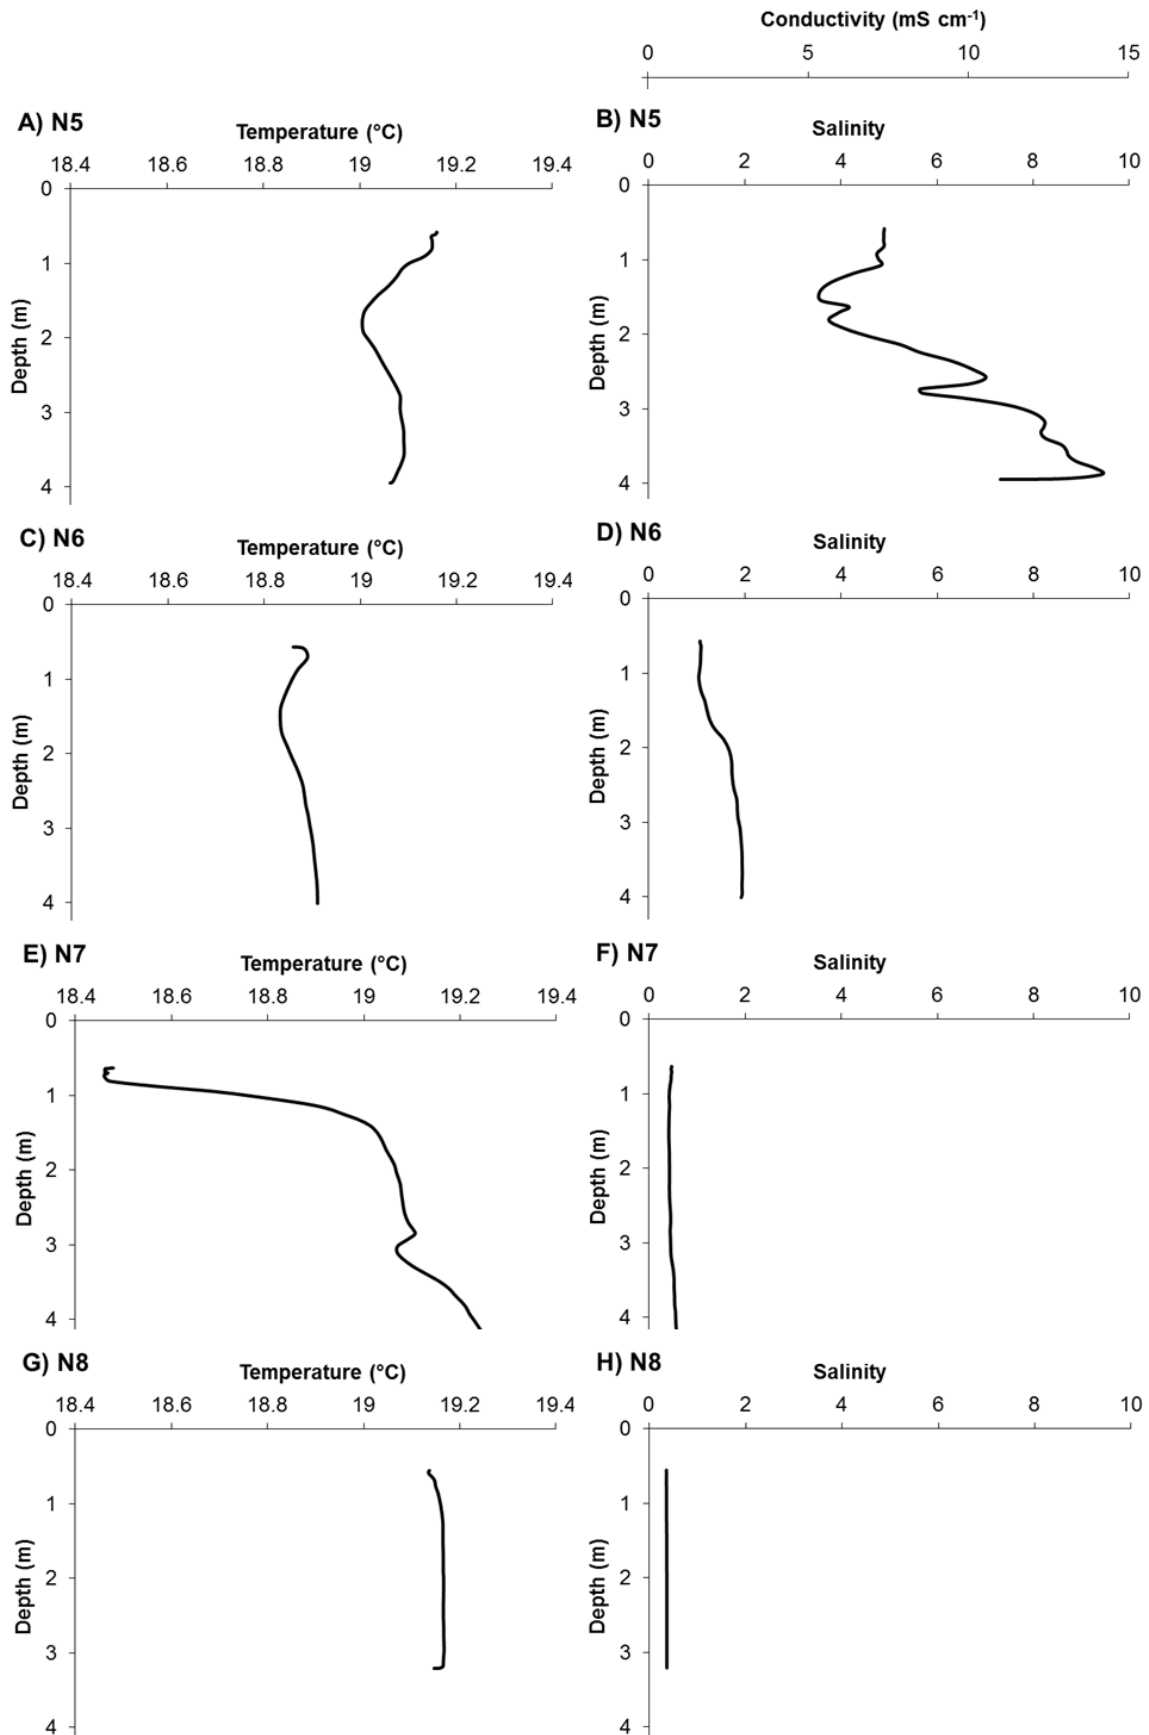 Conductivity (mS cm⁻¹)
0 5 10 15
A) N5
Temperature (°C)
18.4 18.6 18.8 19 19.2 19.4
0
1
2
3
4
Depth (m)
B) N5
Salinity
0 2 4 6 8 10
0
1
2
3
4
Depth (m)
C) N6
Temperature (°C)
18.4 18.6 18.8 19 19.2 19.4
0
1
2
3
4
Depth (m)
D) N6
Salinity
0 2 4 6 8 10
0
1
2
3
4
Depth (m)
E) N7
Temperature (°C)
18.4 18.6 18.8 19 19.2 19.4
0
1
2
3
4
Depth (m)
F) N7
Salinity
0 2 4 6 8 10
0
1
2
3
4
Depth (m)
G) N8
Temperature (°C)
18.4 18.6 18.8 19 19.2 19.4
0
1
2
3
4
Depth (m)
H) N8
Salinity
0 2 4 6 8 10
0
1
2
3
4
Depth (m)